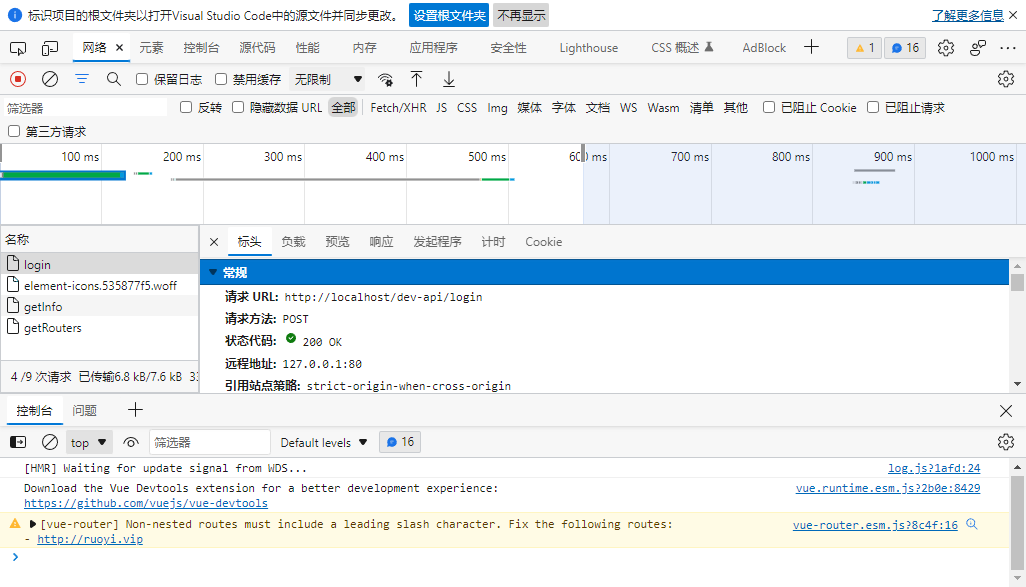 标识项目的根文件夹以打开Visual Studio Code中的源文件并同步更改。 设置根文件夹 不再显示 了解更多信息
网络 元素 控制台 源代码 性能 内存 应用程序 安全性 Lighthouse CSS 概述 AdBlock 1 16
保留日志 禁用缓存 无限制
筛选器 反转 隐藏数据 URL 全部 Fetch/XHR JS CSS Img 媒体 字体 文档 WS Wasm 清单 其他 已阻止 Cookie 已阻止请求
第三方请求
100 ms 200 ms 300 ms 400 ms 500 ms 600 ms 700 ms 800 ms 900 ms 1000 ms
名称 标头 负载 预览 响应 发起程序 计时 Cookie
login
element-icons.535877f5.woff
getInfo
getRouters
4 /9 次请求 已传输6.8 kB/7.6 kB
常规
请求 URL: http://localhost/dev-api/login
请求方法: POST
状态代码: 200 OK
远程地址: 127.0.0.1:80
引用站点策略: strict-origin-when-cross-origin
控制台 问题
top 筛选器 Default levels 16
[HMR] Waiting for update signal from WDS... log.js?1afd:24
Download the Vue Devtools extension for a better development experience: vue.runtime.esm.js?2b0e:8429
https://github.com/vuejs/vue-devtools
[vue-router] Non-nested routes must include a leading slash character. Fix the following routes: vue-router.esm.js?8c4f:16
- http://ruoyi.vip